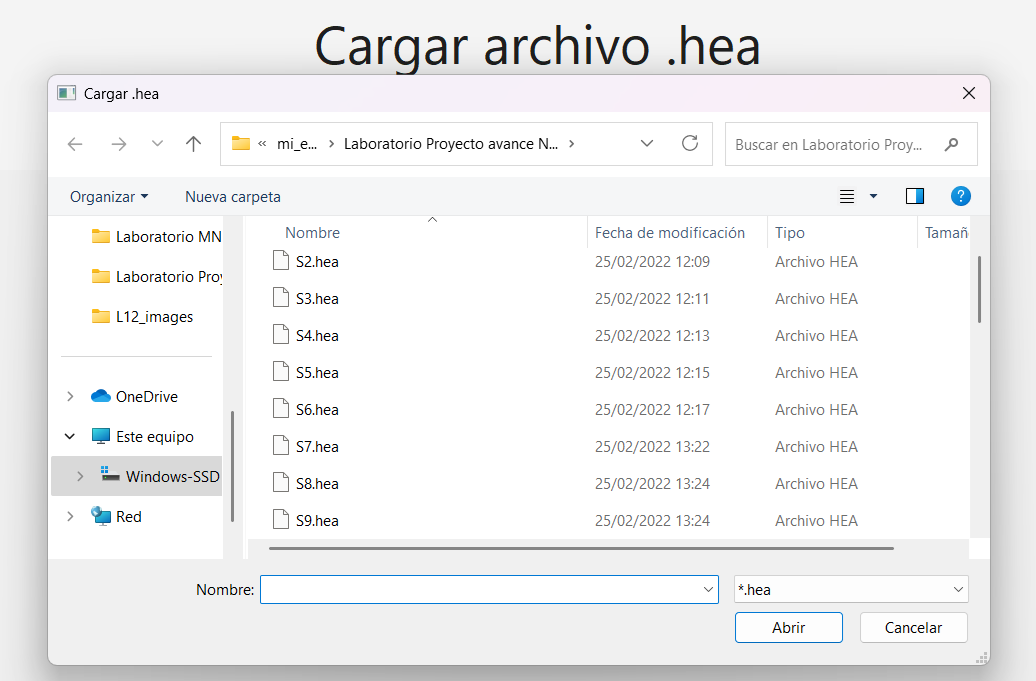 Cargar archivo .hea
Cargar .hea
« mi_e... › Laboratorio Proyecto avance N... ›
Buscar en Laboratorio Proy...
Organizar
Nueva carpeta
?
Laboratorio MN
Laboratorio Proy
L12_images
OneDrive
Este equipo
Windows-SSD
Red
Nombre Fecha de modificación Tipo Tamañ
S2.hea 25/02/2022 12:09 Archivo HEA
S3.hea 25/02/2022 12:11 Archivo HEA
S4.hea 25/02/2022 12:13 Archivo HEA
S5.hea 25/02/2022 12:15 Archivo HEA
S6.hea 25/02/2022 12:17 Archivo HEA
S7.hea 25/02/2022 13:22 Archivo HEA
S8.hea 25/02/2022 13:24 Archivo HEA
S9.hea 25/02/2022 13:24 Archivo HEA
Nombre:
*.hea
Abrir
Cancelar